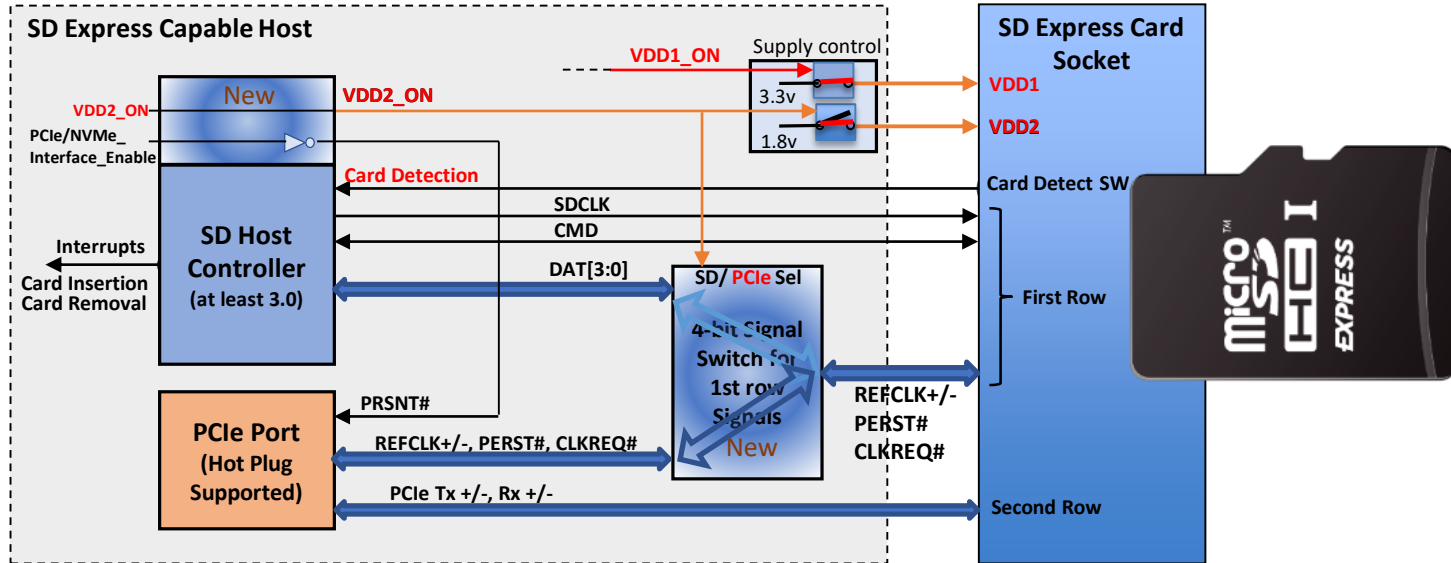 SD Express Capable Host
SD Express Card
Socket
Supply control
VDD1_ON
New
VDD2_ON
VDD2_ON
3.3v
1.8v
VDD1
VDD2
PCIe/NVMe_
Interface_Enable
Card Detection
Card Detect SW
SDCLK
CMD
SD Host
Controller
(at least 3.0)
Interrupts
Card Insertion
Card Removal
DAT[3:0]
SD/ PCIe Sel
4-bit Signal
Switch for
1st row
Signals
New
First Row
REFCLK+/-
PERST#
CLKREQ#
PRSNT#
PCIe Port
(Hot Plug
Supported)
REFCLK+/-, PERST#, CLKREQ#
PCIe Tx +/-, Rx +/-
Second Row
micro™
SD
HC I
EXPRESS